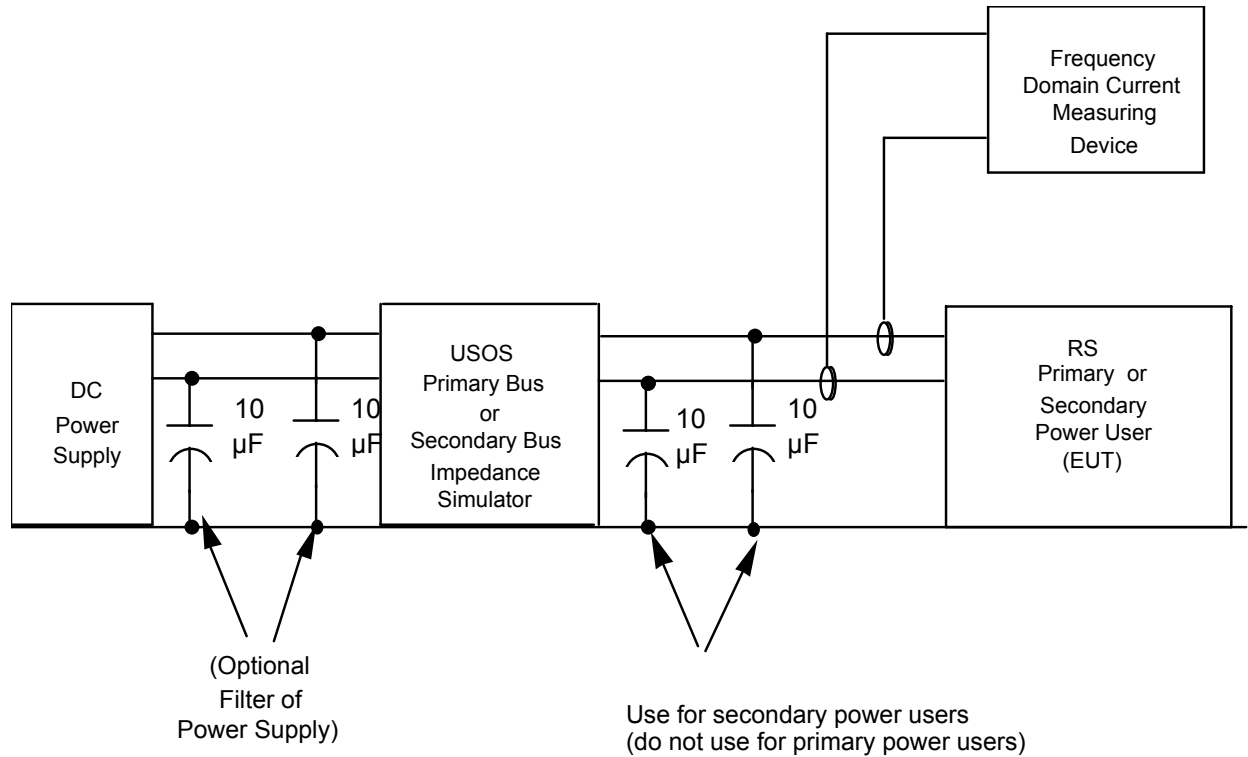 Frequency
Domain Current
Measuring
Device
DC
Power
Supply
10
µF
10
µF
USOS
Primary Bus
or
Secondary Bus
Impedance
Simulator
10
µF
10
µF
RS
Primary or
Secondary
Power User
(EUT)
(Optional
Filter of
Power Supply)
Use for secondary power users
(do not use for primary power users)